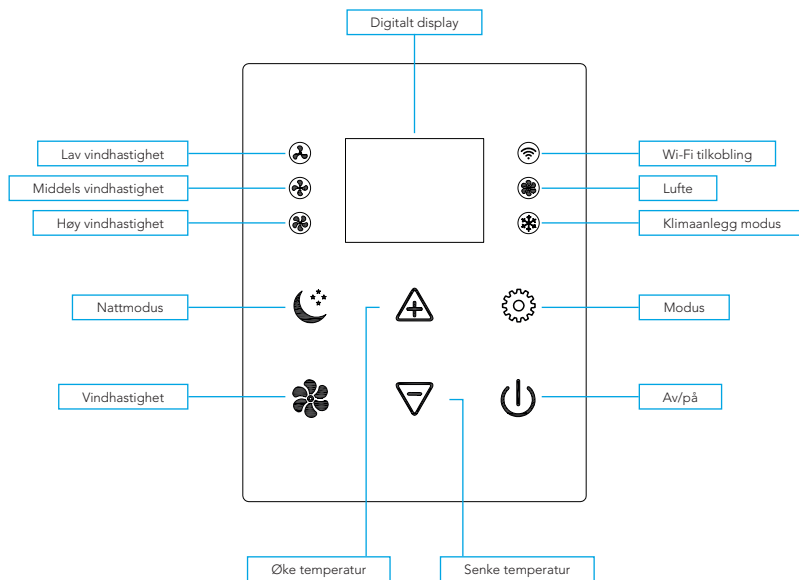 Digitalt display
Lav vindhastighet
Middels vindhastighet
Høy vindhastighet
Wi-Fi tilkobling
Lufte
Klimaanlegg modus
Nattmodus
Modus
Vindhastighet
Av/på
Øke temperatur
Senke temperatur